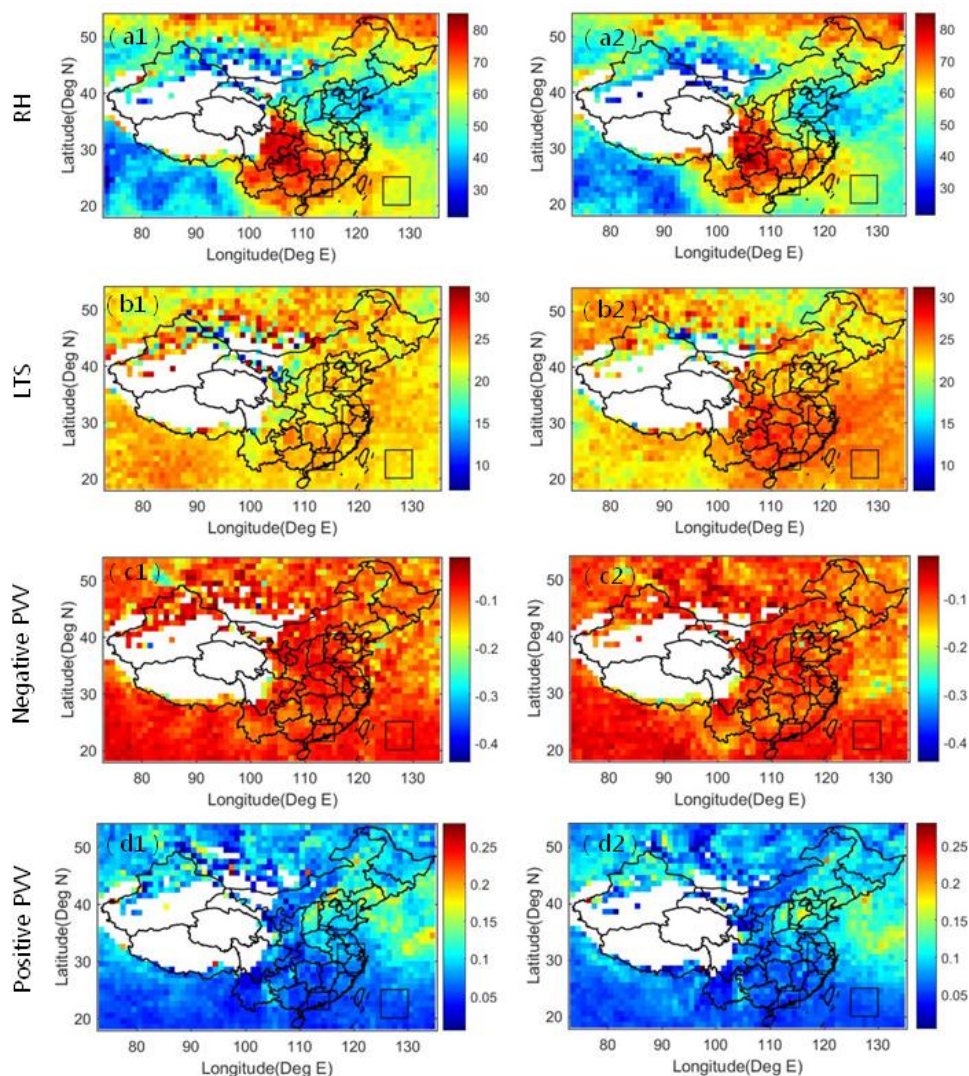 RH
(a1)
50
40
30
20
Latitude(Deg N)
80 90 100 110 120 130
Longitude(Deg E)
80
70
60
50
40
30
(a2)
50
40
30
20
Latitude(Deg N)
80 90 100 110 120 130
Longitude(Deg E)
80
70
60
50
40
30
LTS
(b1)
50
40
30
20
Latitude(Deg N)
80 90 100 110 120 130
Longitude(Deg E)
30
25
20
15
10
(b2)
50
40
30
20
Latitude(Deg N)
80 90 100 110 120 130
Longitude(Deg E)
30
25
20
15
10
Negative PVV
(c1)
50
40
30
20
Latitude(Deg N)
80 90 100 110 120 130
Longitude(Deg E)
-0.1
-0.2
-0.3
-0.4
(c2)
50
40
30
20
Latitude(Deg N)
80 90 100 110 120 130
Longitude(Deg E)
-0.1
-0.2
-0.3
-0.4
Positive PVV
(d1)
50
40
30
20
Latitude(Deg N)
80 90 100 110 120 130
Longitude(Deg E)
0.25
0.2
0.15
0.1
0.05
(d2)
50
40
30
20
Latitude(Deg N)
80 90 100 110 120 130
Longitude(Deg E)
0.25
0.2
0.15
0.1
0.05